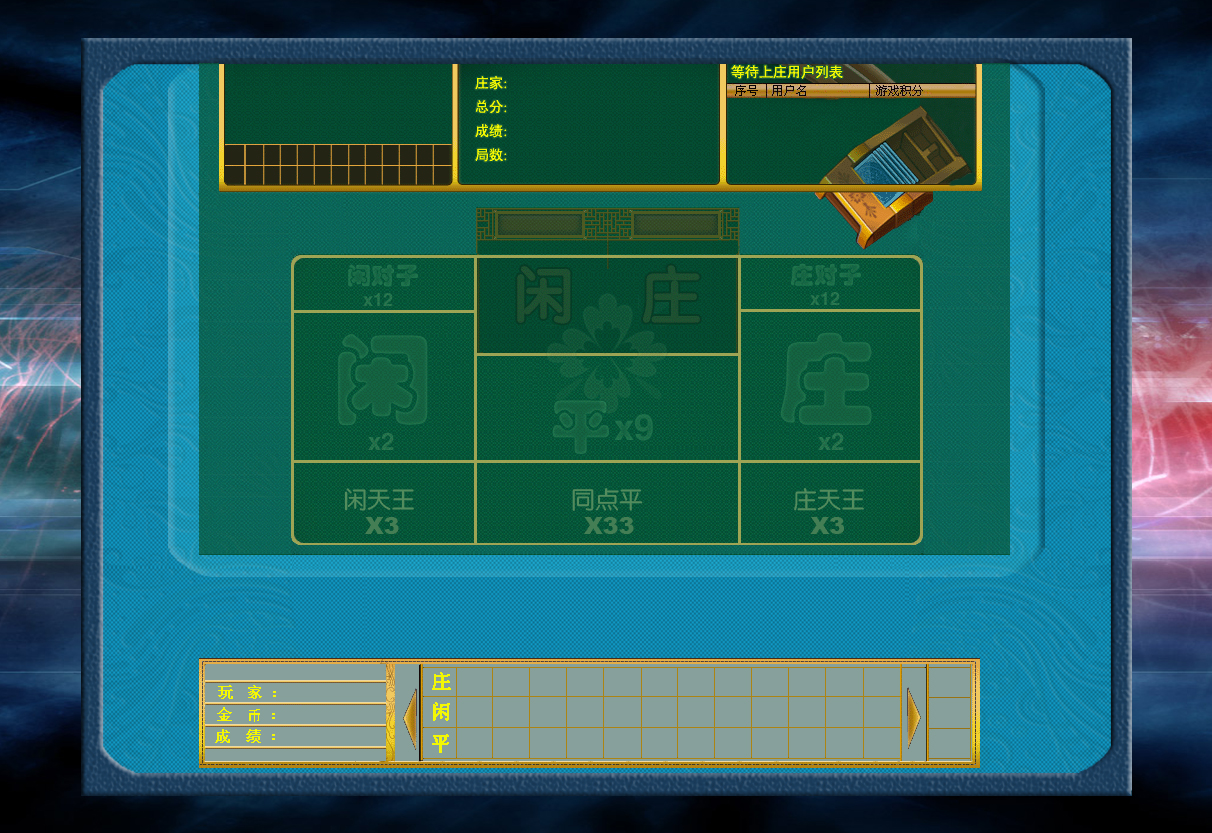 庄家:
总分:
成绩:
局数:
等待上庄用户列表
序号 用户名 游戏积分
闲对子
x12
闲 庄
庄对子
x12
闲
x2
平 x9
庄
x2
闲天王
X3
同点平
X33
庄天王
X3
玩 家 :
金 币 :
成 绩 :
庄
闲
平